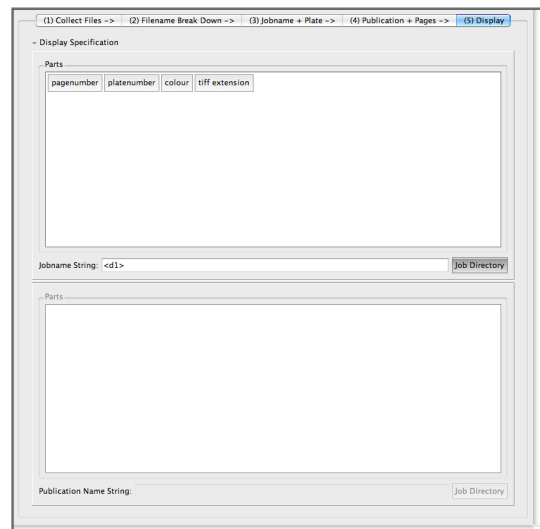 (1) Collect Files -> (2) Filename Break Down -> (3) Jobname + Plate -> (4) Publication + Pages -> (5) Display
– Display Specification
Parts
pagenumber platenumber colour tiff extension
Jobname String: <d1> Job Directory
Parts
Publication Name String: Job Directory